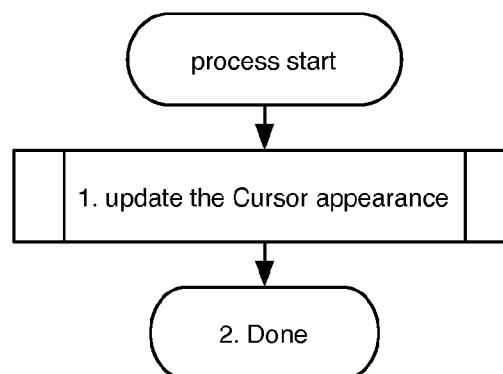 process start
1. update the Cursor appearance
2. Done